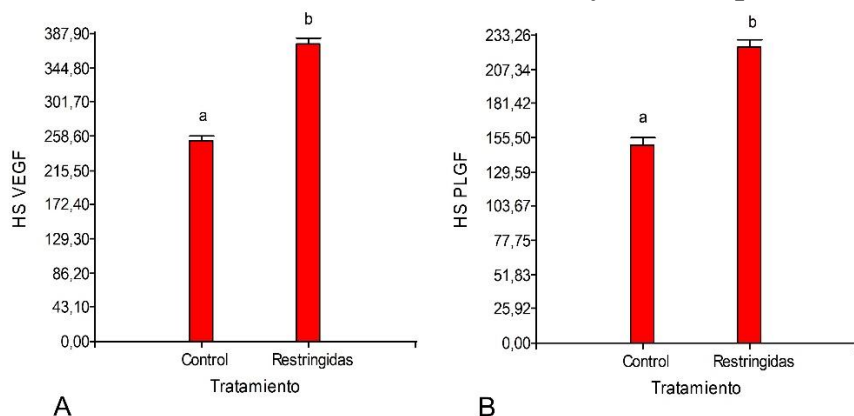 387,90
344,80
301,70
258,60
215,50
172,40
129,30
86,20
43,10
0,00
HS VEGF
a
b
Control Restringidas
Tratamiento
A
233,26
207,34
181,42
155,50
129,59
103,67
77,75
51,83
25,92
0,00
HS PLGF
a
b
Control Restringidas
Tratamiento
B